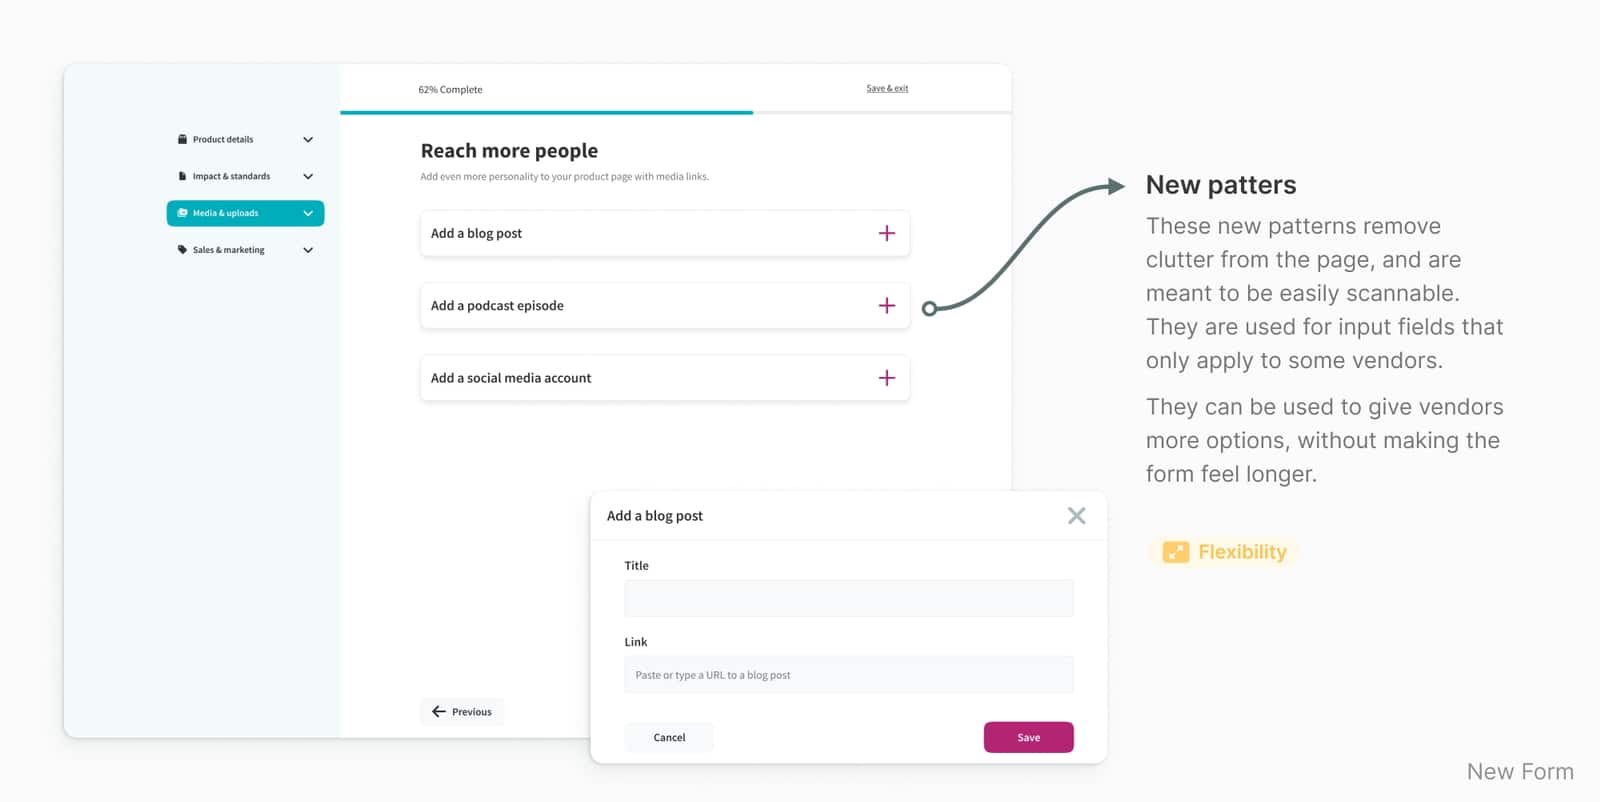 62% Complete
Save & exit
Product details
Impact & standards
Media & uploads
Sales & marketing
Reach more people
Add even more personality to your product page with media links.
Add a blog post
Add a podcast episode
Add a social media account
Previous
Add a blog post
Title
Link
Paste or type a URL to a blog post
Cancel
Save
New patters
These new patterns remove
clutter from the page, and are
meant to be easily scannable.
They are used for input fields that
only apply to some vendors.
They can be used to give vendors
more options, without making the
form feel longer.
Flexibility
New Form